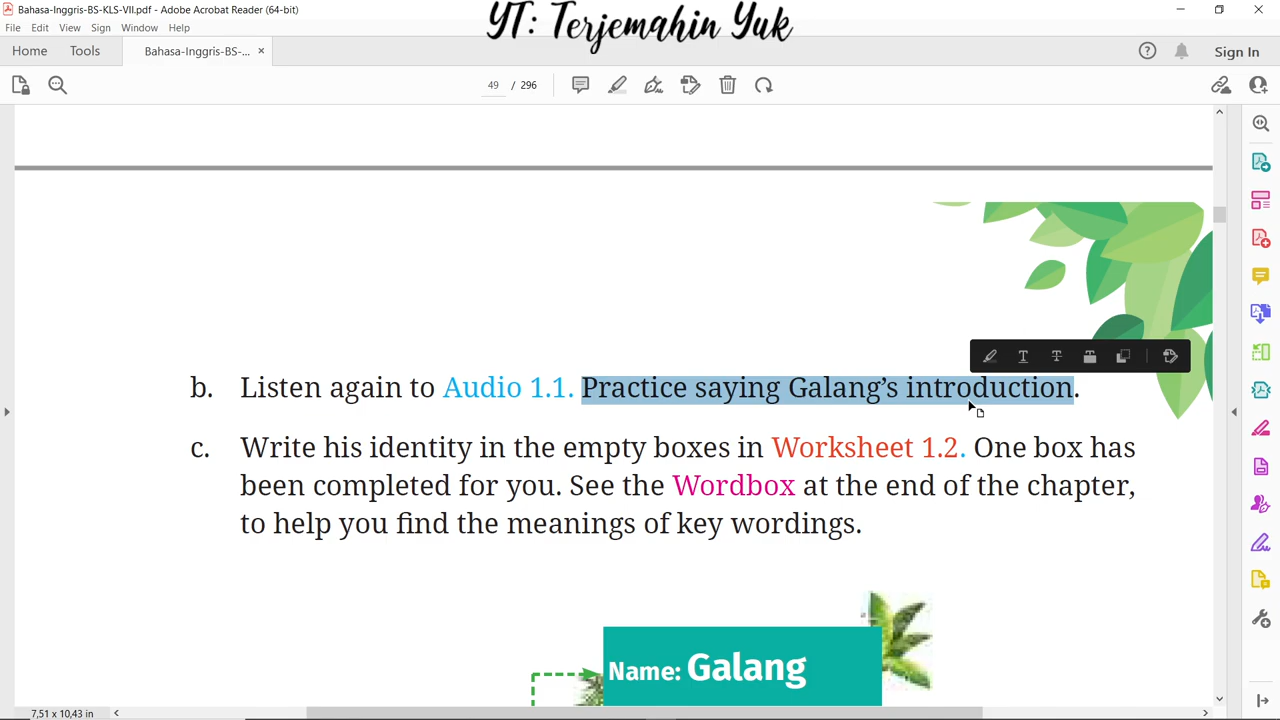 Bahasa-Inggris-BS-KLS-VII.pdf - Adobe Acrobat Reader (64-bit)
YT: Terjemahin Yuk
File Edit View Sign Window Help
Home Tools Bahasa-Inggris-BS-... × Sign In
49 / 296
b. Listen again to Audio 1.1. Practice saying Galang’s introduction.
c. Write his identity in the empty boxes in Worksheet 1.2. One box has
been completed for you. See the Wordbox at the end of the chapter,
to help you find the meanings of key wordings.
Name: Galang
7,51 x 10,43 in